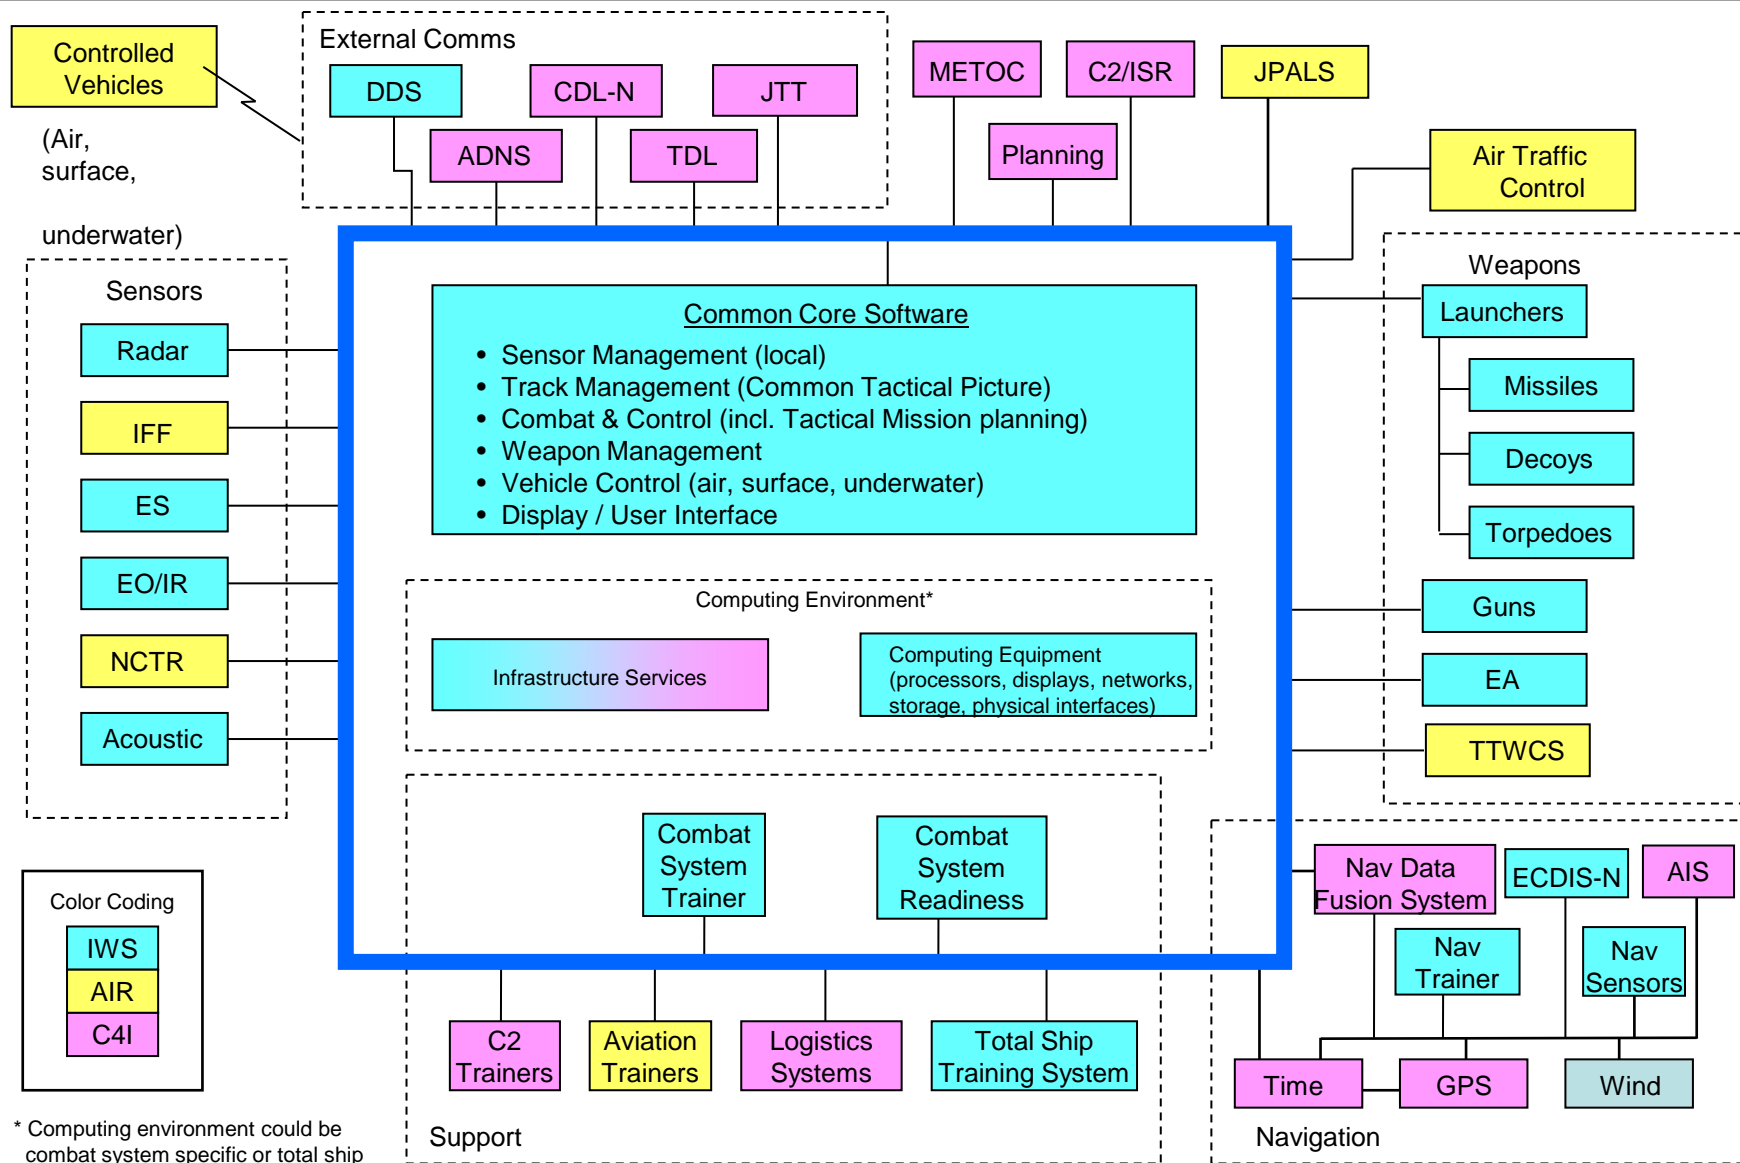 Controlled
Vehicles
(Air,
surface,
underwater)
External Comms
DDS
CDL-N
JTT
ADNS
TDL
METOC
C2/ISR
JPALS
Planning
Air Traffic
Control
Sensors
Radar
IFF
ES
EO/IR
NCTR
Acoustic
Common Core Software
• Sensor Management (local)
• Track Management (Common Tactical Picture)
• Combat & Control (incl. Tactical Mission planning)
• Weapon Management
• Vehicle Control (air, surface, underwater)
• Display / User Interface
Computing Environment*
Infrastructure Services
Computing Equipment
(processors, displays, networks,
storage, physical interfaces)
Weapons
Launchers
Missiles
Decoys
Torpedoes
Guns
EA
TTWCS
Combat
System
Trainer
Combat
System
Readiness
C2
Trainers
Aviation
Trainers
Logistics
Systems
Total Ship
Training System
Support
Nav Data
Fusion System
ECDIS-N
AIS
Nav
Trainer
Nav
Sensors
Time
GPS
Wind
Navigation
Color Coding
IWS
AIR
C4I
* Computing environment could be
combat system specific or total ship